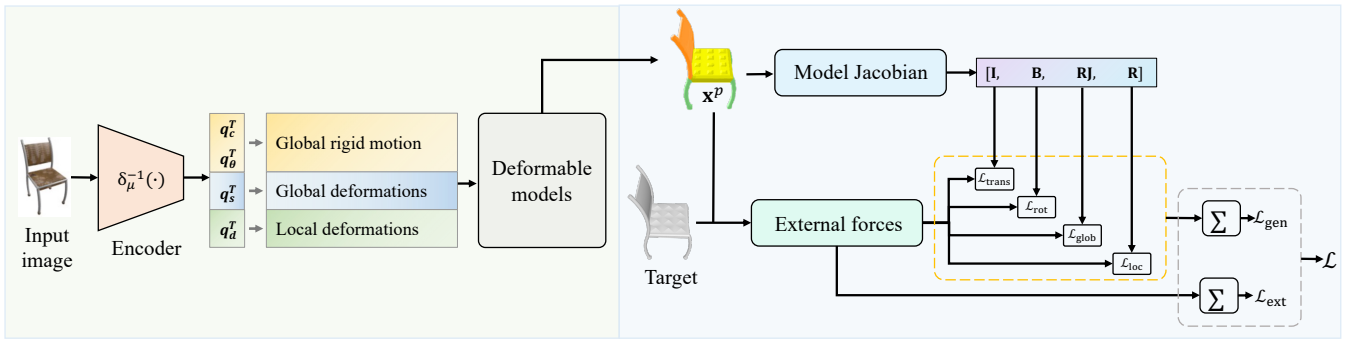 Input
image
δ_μ^{-1}(·)
Encoder
q_c^T
q_θ^T
q_s^T
q_d^T
Global rigid motion
Global deformations
Local deformations
Deformable
models
x^p
Target
Model Jacobian
[I, B, RJ, R]
External forces
ℒ_trans
ℒ_rot
ℒ_glob
ℒ_loc
∑
ℒ_gen
∑
ℒ_ext
ℒ